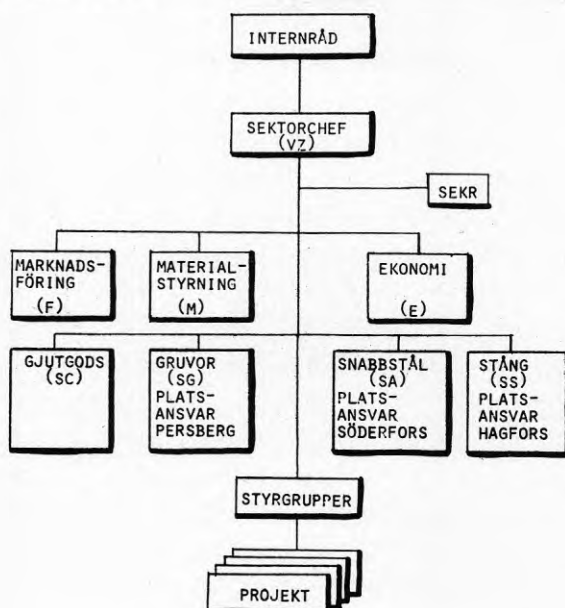 INTERNRÅD
SEKTORCHEF
(VZ)
SEKR
MARKNADS-
FÖRING
(F)
MATERIAL-
STYRNING
(M)
EKONOMI
(E)
GJUTGODS
(SC)
GRUVOR
(SG)
PLATS-
ANSVAR
PERSBERG
SNABBSTÅL
(SA)
PLATS-
ANSVAR
SÖDERFORS
STÅNG
(SS)
PLATS-
ANSVAR
HAGFORS
STYRGRUPPER
PROJEKT